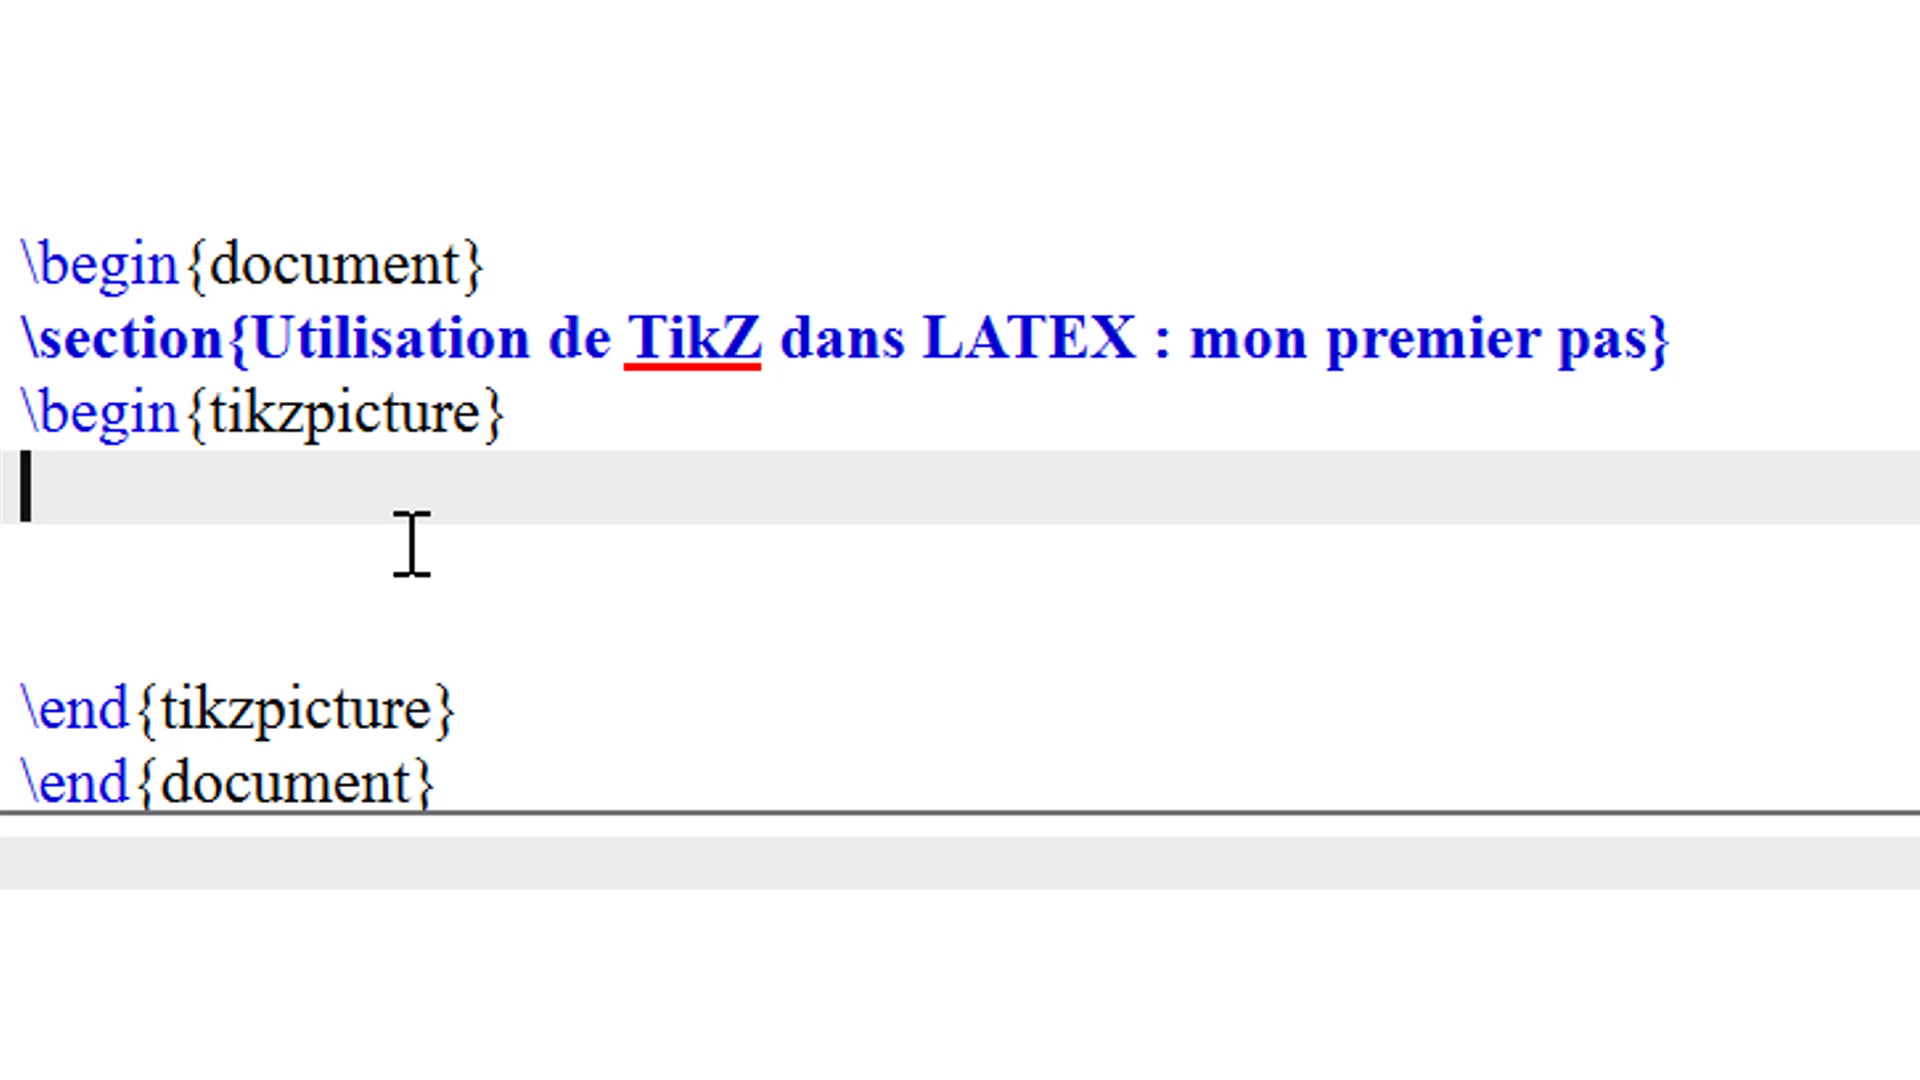 \begin{document}
\section{Utilisation de TikZ dans LATEX : mon premier pas}
\begin{tikzpicture}
\end{tikzpicture}
\end{document}